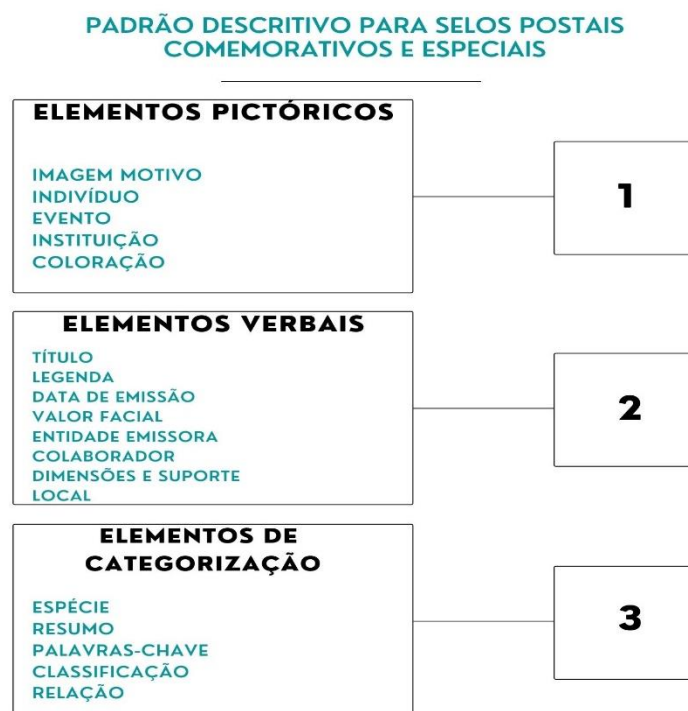 PADRÃO DESCRITIVO PARA SELOS POSTAIS
COMEMORATIVOS E ESPECIAIS
ELEMENTOS PICTÓRICOS
IMAGEM MOTIVO
INDIVÍDUO
EVENTO
INSTITUIÇÃO
COLORAÇÃO
1
ELEMENTOS VERBAIS
TÍTULO
LEGENDA
DATA DE EMISSÃO
VALOR FACIAL
ENTIDADE EMISSORA
COLABORADOR
DIMENSÕES E SUPORTE
LOCAL
2
ELEMENTOS DE
CATEGORIZAÇÃO
ESPÉCIE
RESUMO
PALAVRAS-CHAVE
CLASSIFICAÇÃO
RELAÇÃO
3